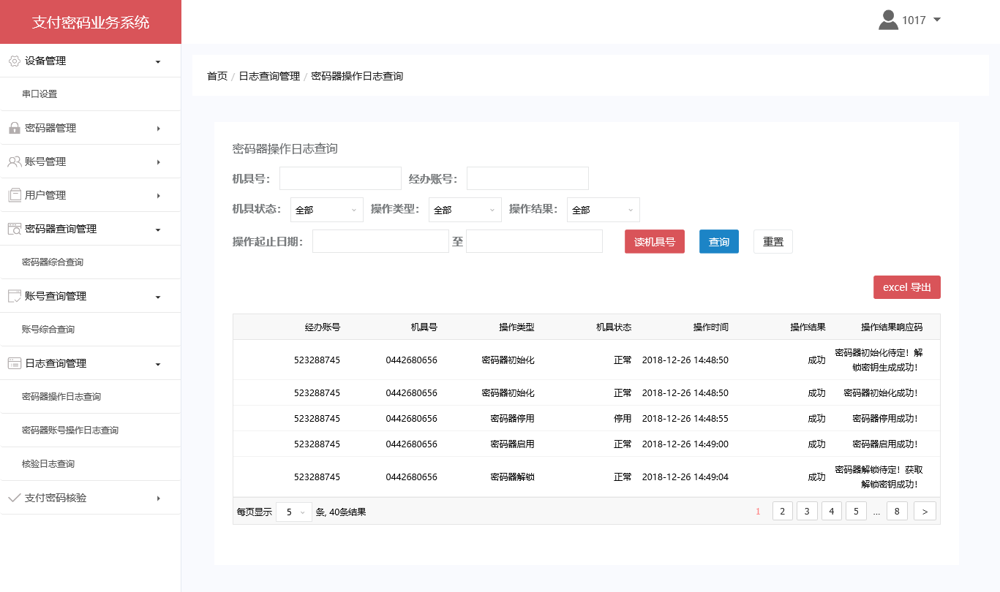 支付密码业务系统
1017
设备管理
串口设置
密码器管理
账号管理
用户管理
密码器查询管理
密码器综合查询
账号查询管理
账号综合查询
日志查询管理
密码器操作日志查询
密码器账号操作日志查询
核验日志查询
支付密码核验
首页 / 日志查询管理 / 密码器操作日志查询
密码器操作日志查询
机具号: 经办账号:
机具状态: 全部 操作类型: 全部 操作结果: 全部
操作起止日期: 至 读机具号 查询 重置
excel 导出
经办账号 机具号 操作类型 机具状态 操作时间 操作结果 操作结果响应码
523288745 0442680656 密码器初始化 正常 2018-12-26 14:48:50 成功 密码器初始化待定！解
锁密钥生成成功！
523288745 0442680656 密码器初始化 正常 2018-12-26 14:48:50 成功 密码器初始化成功！
523288745 0442680656 密码器停用 停用 2018-12-26 14:48:55 成功 密码器停用成功！
523288745 0442680656 密码器启用 正常 2018-12-26 14:49:00 成功 密码器启用成功！
523288745 0442680656 密码器解锁 正常 2018-12-26 14:49:04 成功 密码器解锁待定！获取
解锁密钥成功！
每页显示 5 条, 40条结果 1 2 3 4 5 ... 8 >